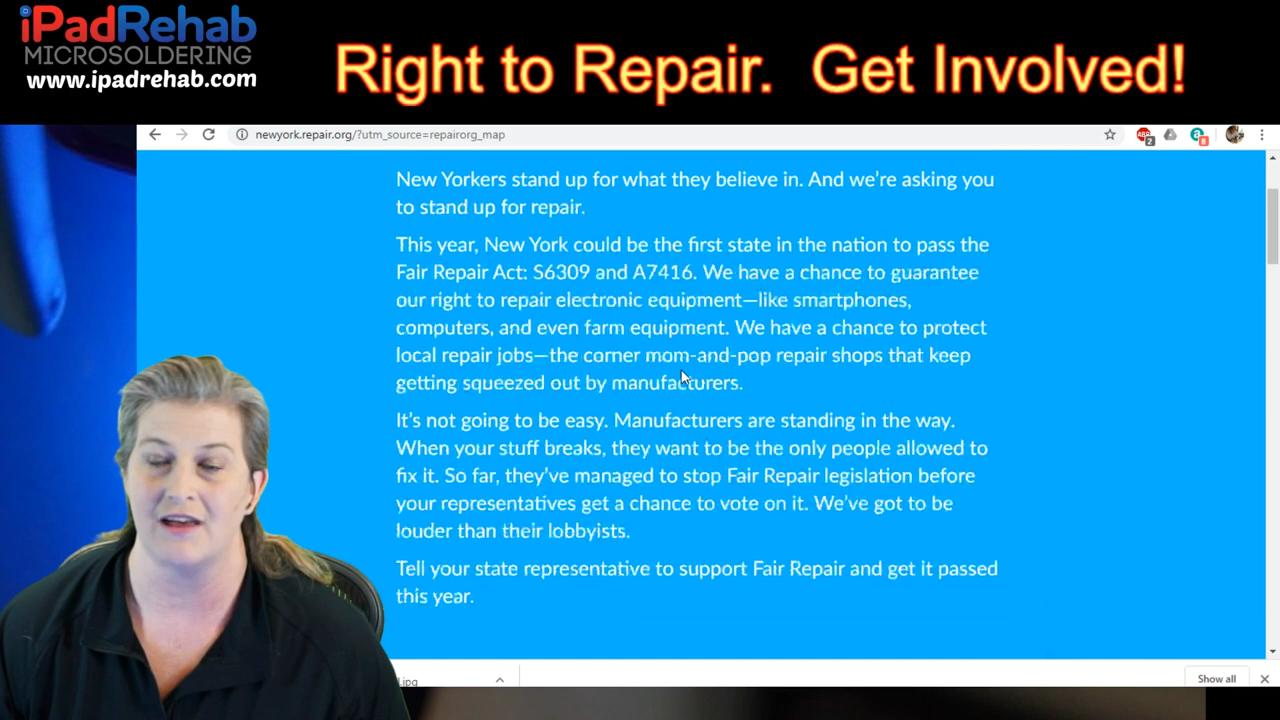 iPadRehab
MICROSOLDERING
www.ipadrehab.com
Right to Repair. Get Involved!
newyork.repair.org/?utm_source=repairorg_map
ABP
2
a
8
New Yorkers stand up for what they believe in. And we're asking you
to stand up for repair.
This year, New York could be the first state in the nation to pass the
Fair Repair Act: S6309 and A7416. We have a chance to guarantee
our right to repair electronic equipment—like smartphones,
computers, and even farm equipment. We have a chance to protect
local repair jobs—the corner mom-and-pop repair shops that keep
getting squeezed out by manufacturers.
It's not going to be easy. Manufacturers are standing in the way.
When your stuff breaks, they want to be the only people allowed to
fix it. So far, they've managed to stop Fair Repair legislation before
your representatives get a chance to vote on it. We've got to be
louder than their lobbyists.
Tell your state representative to support Fair Repair and get it passed
this year.
Show all